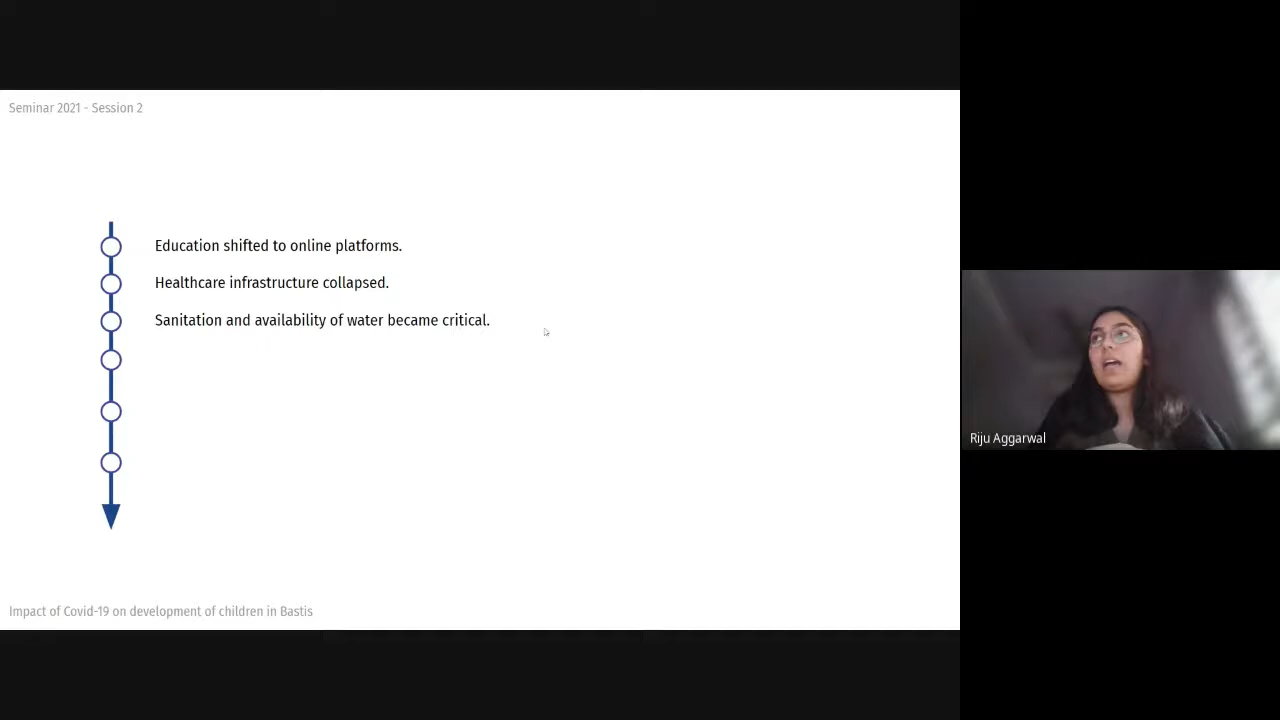 Seminar 2021 - Session 2
Education shifted to online platforms.
Healthcare infrastructure collapsed.
Sanitation and availability of water became critical.
Riju Aggarwal
Impact of Covid-19 on development of children in Bastis